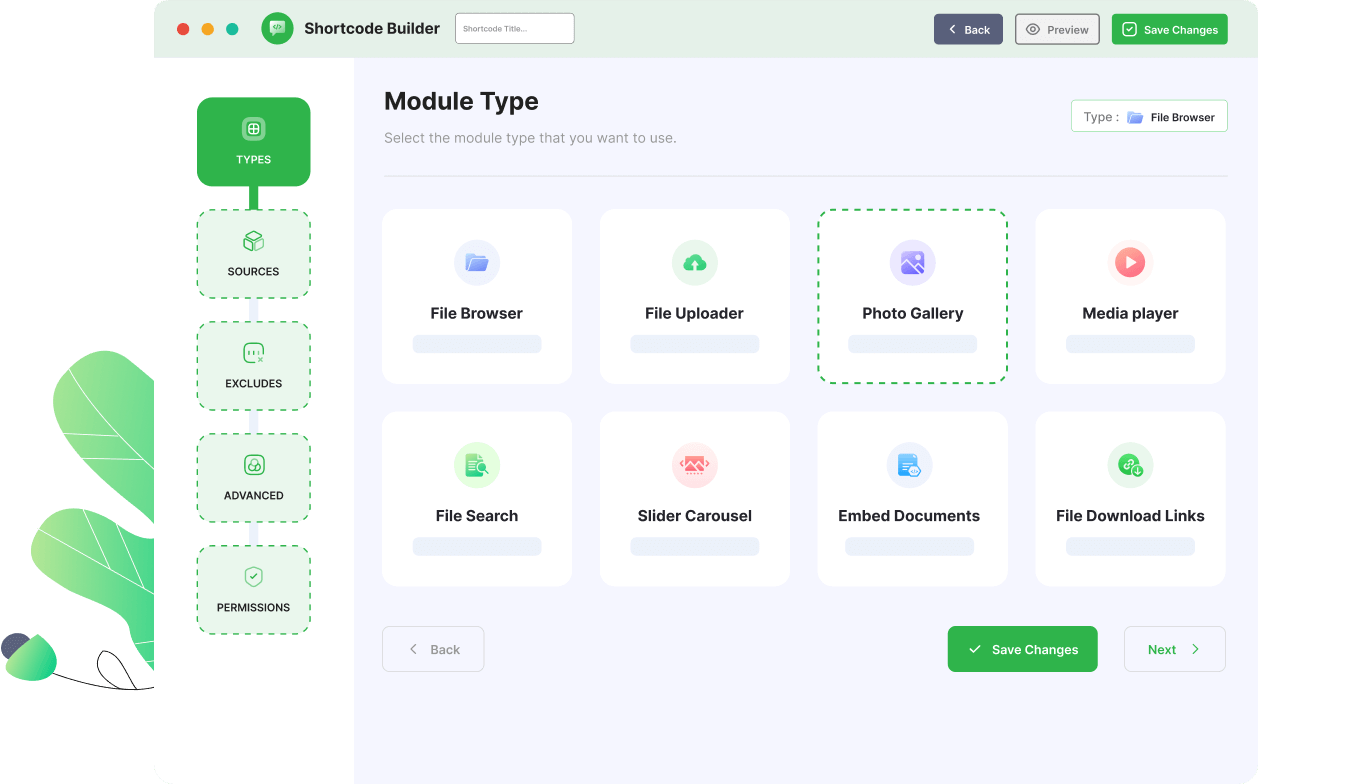 Shortcode Builder
Shortcode Title...
Back
Preview
Save Changes
TYPES
SOURCES
EXCLUDES
ADVANCED
PERMISSIONS
Module Type
Select the module type that you want to use.
Type : File Browser
File Browser
File Uploader
Photo Gallery
Media player
File Search
Slider Carousel
Embed Documents
File Download Links
Back
Save Changes
Next